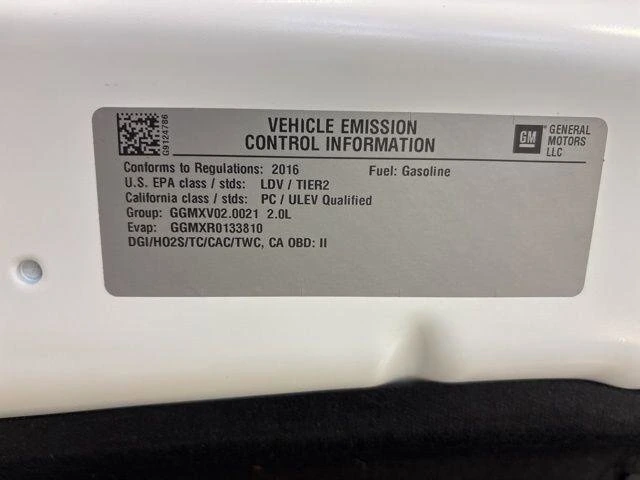 G9124786
VEHICLE EMISSION
CONTROL INFORMATION
GM
GENERAL
MOTORS
LLC
Conforms to Regulations: 2016 Fuel: Gasoline
U.S. EPA class / stds: LDV / TIER2
California class / stds: PC / ULEV Qualified
Group: GGMXV02.0021 2.0L
Evap: GGMXR0133810
DGI/HO2S/TC/CAC/TWC, CA OBD: II